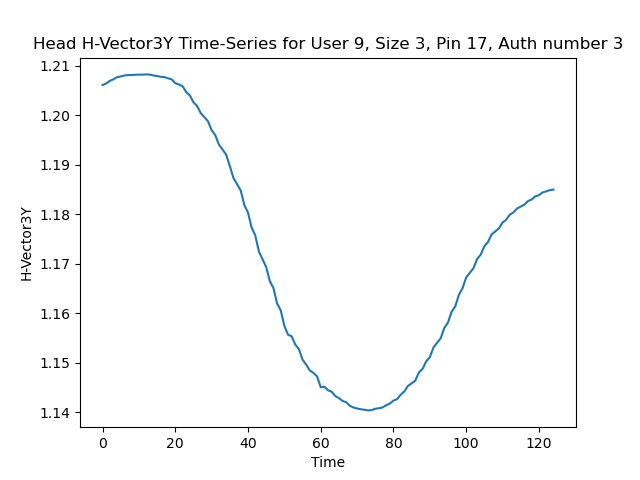 Head H-Vector3Y Time-Series for User 9, Size 3, Pin 17, Auth number 3
1.21
1.20
1.19
1.18
1.17
1.16
1.15
1.14
H-Vector3Y
0 20 40 60 80 100 120
Time